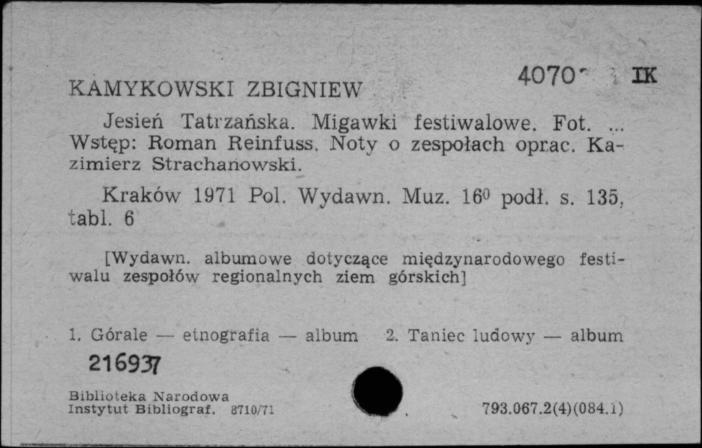 4070 IK
KAMYKOWSKI ZBIGNIEW
Jesień Tatrzańska. Migawki festiwalowe. Fot. ...
Wstęp: Roman Reinfuss. Noty o zespołach oprac. Ka-
zimierz Strachanowski.
Kraków 1971 Pol. Wydawn. Muz. 16⁰ podł. s. 135,
tabl. 6
[Wydawn. albumowe dotyczące międzynarodowego festi-
walu zespołów regionalnych ziem górskich]
1. Górale — etnografia — album 2. Taniec ludowy — album
216937
Biblioteka Narodowa
Instytut Bibliograf. 8710/71 793.067.2(4)(084.1)